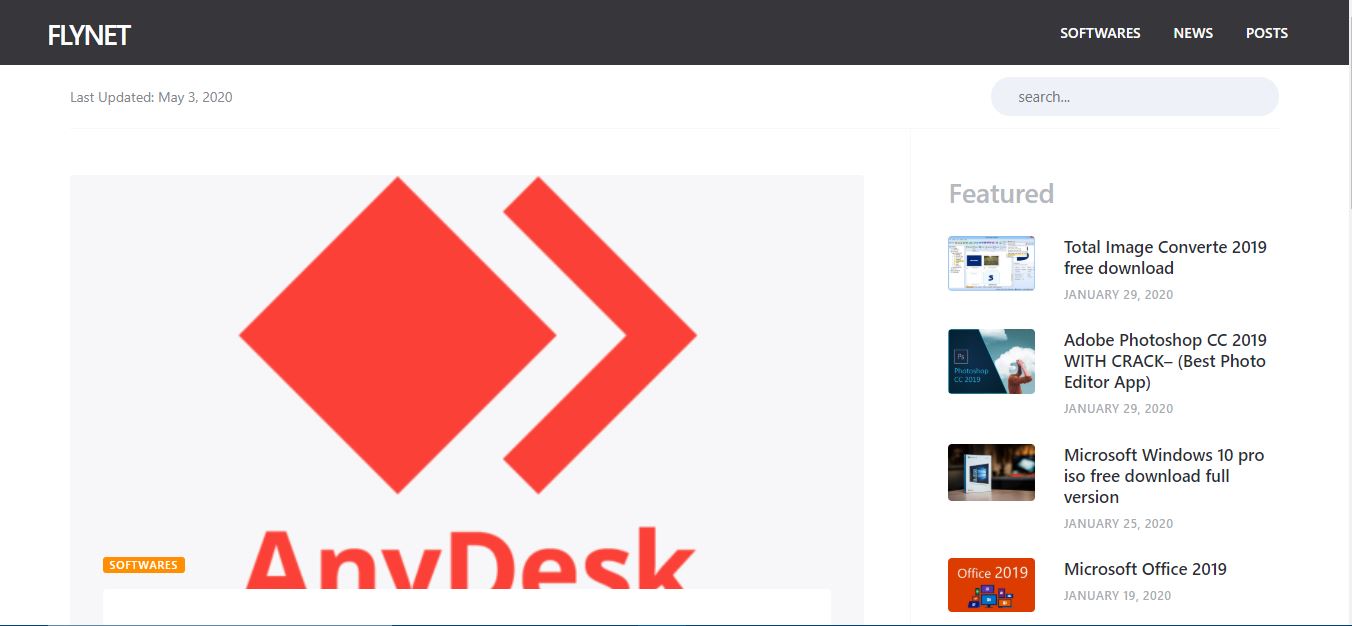 FLYNET
SOFTWARES NEWS POSTS
Last Updated: May 3, 2020
search...
AnyDesk
SOFTWARES
Featured
Total Image Converte 2019
free download
JANUARY 29, 2020
Ps
Photoshop
CC 2019
Adobe Photoshop CC 2019
WITH CRACK– (Best Photo
Editor App)
JANUARY 29, 2020
Microsoft Windows 10 pro
iso free download full
version
JANUARY 25, 2020
Office 2019
Microsoft Office 2019
JANUARY 19, 2020